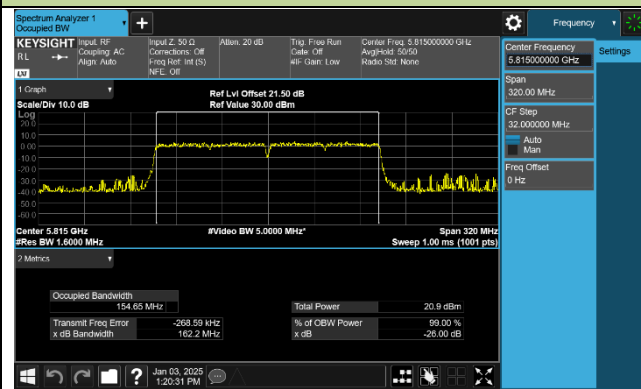 Spectrum Analyzer 1
Occupied BW
Frequency
KEYSIGHT
RL
LXI
Input: RF
Coupling: AC
Align: Auto
Input Z: 50 Ω
Corrections: Off
Freq Ref: Int (S)
NFE: Off
Atten: 20 dB
Trig: Free Run
Gate: Off
#IF Gain: Low
Center Freq: 5.815000000 GHz
Avg|Hold: 50/50
Radio Std: None
Center Frequency
5.815000000 GHz
Settings
Span
320.00 MHz
CF Step
32.000000 MHz
Auto
Man
Freq Offset
0 Hz
1 Graph
Scale/Div 10.0 dB
Ref Lvl Offset 21.50 dB
Ref Value 30.00 dBm
Log
20.0
10.0
0.00
-10.0
-20.0
-30.0
-40.0
-50.0
-60.0
Center 5.815 GHz
#Res BW 1.6000 MHz
#Video BW 5.0000 MHz*
Span 320 MHz
Sweep 1.00 ms (1001 pts)
2 Metrics
Occupied Bandwidth
154.65 MHz
Total Power 20.9 dBm
Transmit Freq Error -268.59 kHz
% of OBW Power 99.00 %
x dB Bandwidth 162.2 MHz
x dB -26.00 dB
Jan 03, 2025
1:20:31 PM